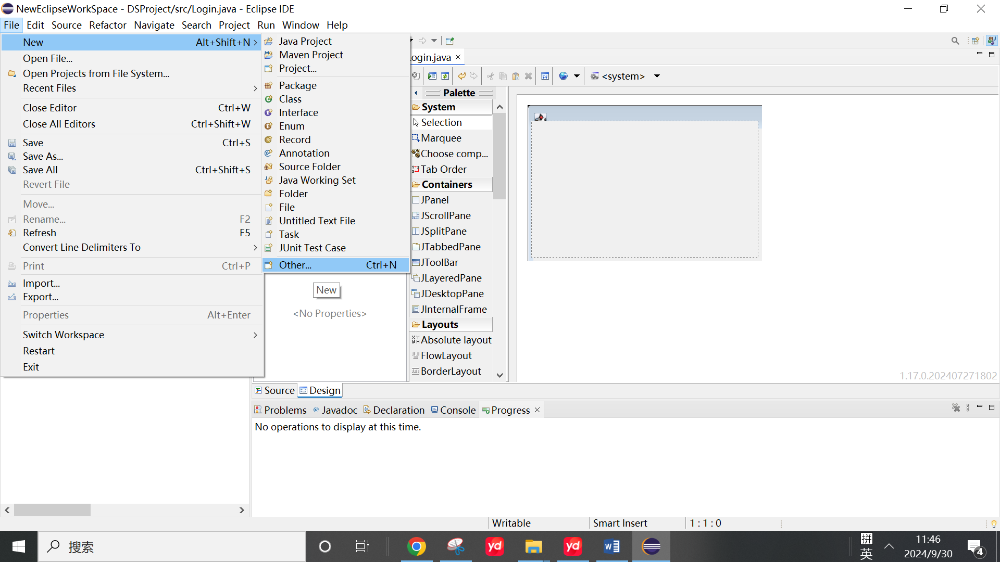 NewEclipseWorkSpace - DSProject/src/Login.java - Eclipse IDE
File Edit Source Refactor Navigate Search Project Run Window Help
New Alt+Shift+N
Open File...
Open Projects from File System...
Recent Files
Close Editor Ctrl+W
Close All Editors Ctrl+Shift+W
Save Ctrl+S
Save As...
Save All Ctrl+Shift+S
Revert File
Move...
Rename... F2
Refresh F5
Convert Line Delimiters To
Print Ctrl+P
Import...
Export...
Properties Alt+Enter
Switch Workspace
Restart
Exit
Java Project
Maven Project
Project...
Package
Class
Interface
Enum
Record
Annotation
Source Folder
Java Working Set
Folder
File
Untitled Text File
Task
JUnit Test Case
Other... Ctrl+N
New
<No Properties>
ogin.java
<system>
Palette
System
Selection
Marquee
Choose comp...
Tab Order
Containers
JPanel
JScrollPane
JSplitPane
JTabbedPane
JToolBar
JLayeredPane
JDesktopPane
JInternalFrame
Layouts
Absolute layout
FlowLayout
BorderLayout
1.17.0.202407271802
Source Design
Problems Javadoc Declaration Console Progress
No operations to display at this time.
Writable Smart Insert 1 : 1 : 0
搜索
yd
yd
W
拼
英
11:46
2024/9/30
4